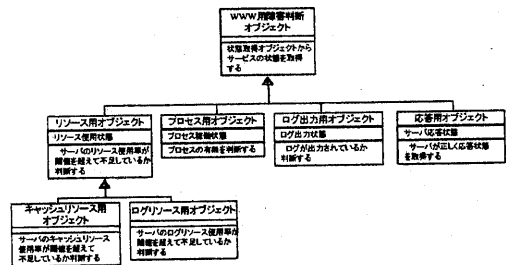 WWW用障害判断
オブジェクト
状態取得オブジェクトから
サービスの状態を取得
する
リソース用オブジェクト
リソース使用状態
サーバのリソース使用率が
閾値を超えて不足しているか
判断する
プロセス用オブジェクト
プロセス稼働状態
プロセスの有無を判断する
ログ出力用オブジェクト
ログ出力状態
ログが出力されているか
判断する
応答用オブジェクト
サーバ応答状態
サーバが正しく応答状態
を取得する
キャッシュリソース用
オブジェクト
サーバのキャッシュリソース
使用率が閾値を超えて
不足しているか判断する
ログリソース用オブジェクト
サーバのログリソース使用率が
閾値を超えて不足しているか
判断する